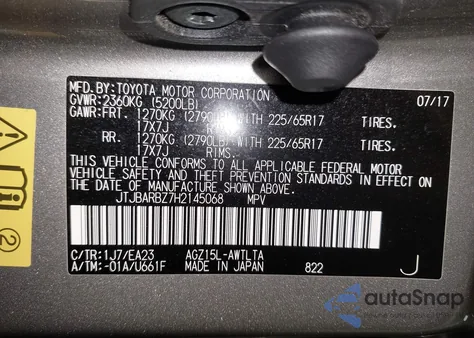 MFD. BY: TOYOTA MOTOR CORPORATION 07/17
GVWR: 2360KG (5200LB)
GAWR: FRT. 1270KG (2790LB) WITH 225/65R17 TIRES.
17X7J
RR. 1270KG (2790LB) WITH 225/65R17 TIRES.
17X7J RIMS.
THIS VEHICLE CONFORMS TO ALL APPLICABLE FEDERAL MOTOR
VEHICLE SAFETY AND THEFT PREVENTION STANDARDS IN EFFECT
ON THE DATE OF MANUFACTURE SHOWN ABOVE.
JTJBARBZ7H2145068 MPV
C/TR: 1J7/EA23 AGZ15L-AWTLTA
A/TM: -01A/U661F MADE IN JAPAN 822 J
2
autoSnap